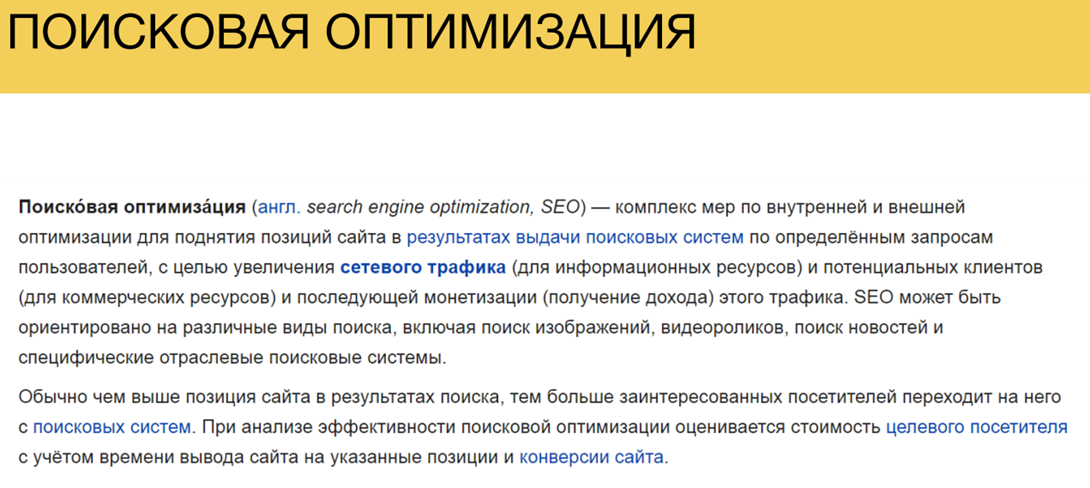 ПОИСКОВАЯ ОПТИМИЗАЦИЯ
Поиско́вая оптимиза́ция (англ. search engine optimization, SEO) — комплекс мер по внутренней и внешней
оптимизации для поднятия позиций сайта в результатах выдачи поисковых систем по определённым запросам
пользователей, с целью увеличения сетевого трафика (для информационных ресурсов) и потенциальных клиентов
(для коммерческих ресурсов) и последующей монетизации (получение дохода) этого трафика. SEO может быть
ориентировано на различные виды поиска, включая поиск изображений, видеороликов, поиск новостей и
специфические отраслевые поисковые системы.
Обычно чем выше позиция сайта в результатах поиска, тем больше заинтересованных посетителей переходит на него
с поисковых систем. При анализе эффективности поисковой оптимизации оценивается стоимость целевого посетителя
с учётом времени вывода сайта на указанные позиции и конверсии сайта.